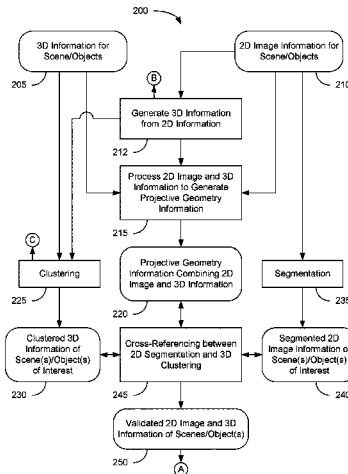 200
3D Information for
Scene/Objects
205
2D Image Information for
Scene/Objects
210
B
Generate 3D Information
from 2D Information
212
Process 2D Image and 3D
Information to Generate
Projective Geometry
Information
215
C
Clustering
225
Projective Geometry
Information Combining 2D
Image and 3D Information
220
Segmentation
235
Clustered 3D
Information of
Scene(s)/Object(s)
of Interest
230
Cross-Referencing between
2D Segmentation and 3D
Clustering
245
Segmented 2D
Image Information of
Scene(s)/Object(s)
of Interest
240
Validated 2D Image and 3D
Information of Scenes/Object(s)
250
A